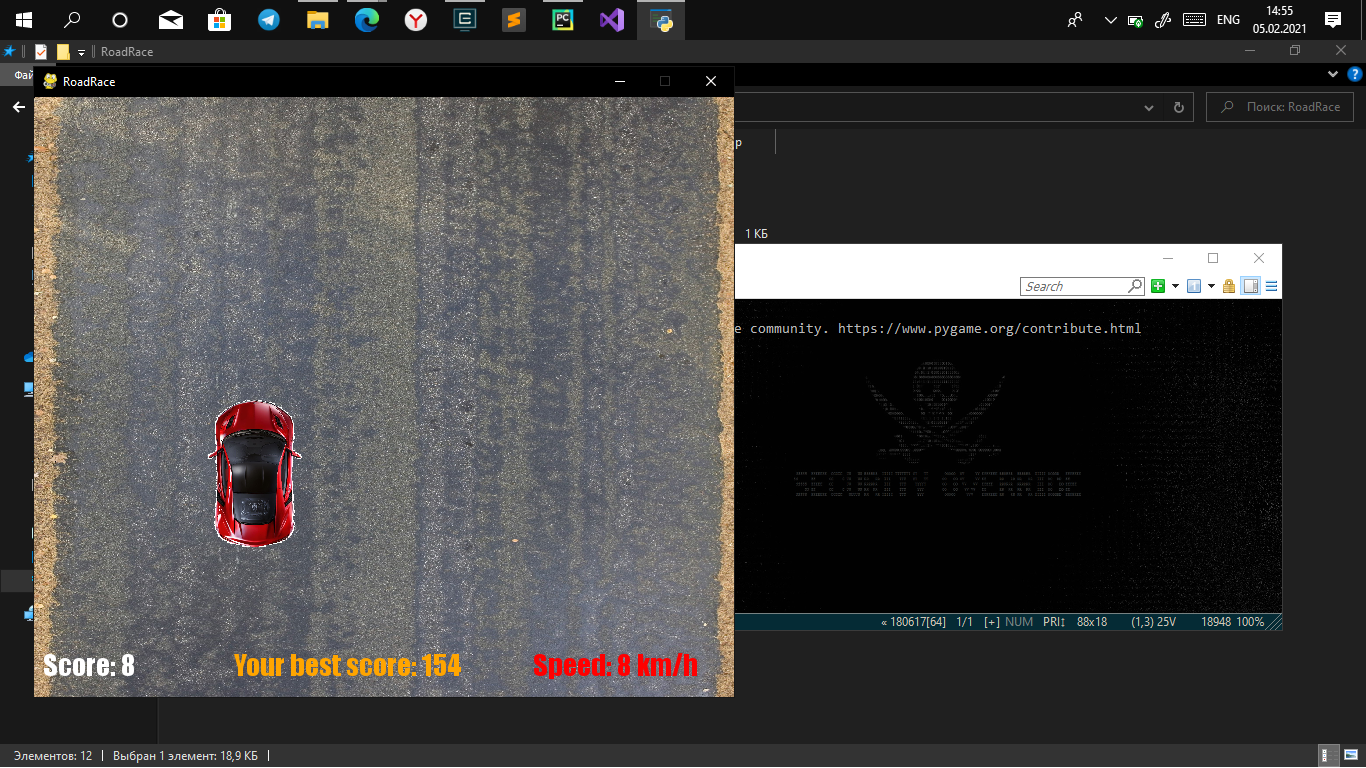 ENG
14:55
05.02.2021
RoadRace
Фай
RoadRace
Поиск: RoadRace
р
1 КБ
Search
e community. https://www.pygame.org/contribute.html
« 180617[64] 1/1 [+] NUM PRI↕ 88x18 (1,3) 25V 18948 100%
Score: 8
Your best score: 154
Speed: 8 km/h
Элементов: 12
Выбран 1 элемент: 18,9 КБ